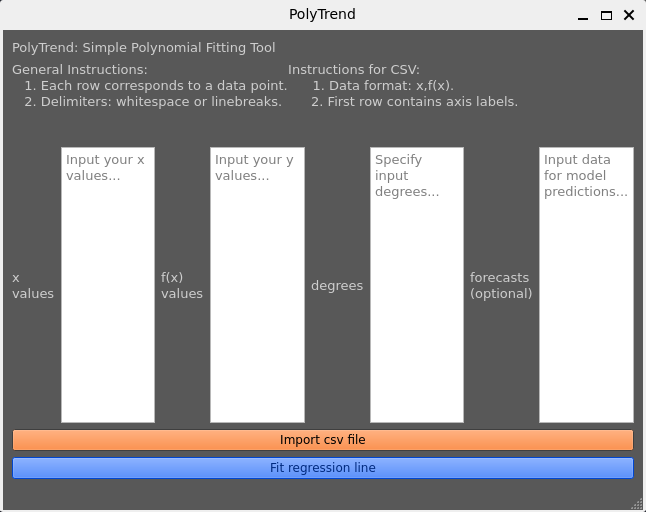 PolyTrend
PolyTrend: Simple Polynomial Fitting Tool
General Instructions:
1. Each row corresponds to a data point.
2. Delimiters: whitespace or linebreaks.
Instructions for CSV:
1. Data format: x,f(x).
2. First row contains axis labels.
x
values
Input your x
values...
f(x)
values
Input your y
values...
degrees
Specify
input
degrees...
forecasts
(optional)
Input data
for model
predictions...
Import csv file
Fit regression line